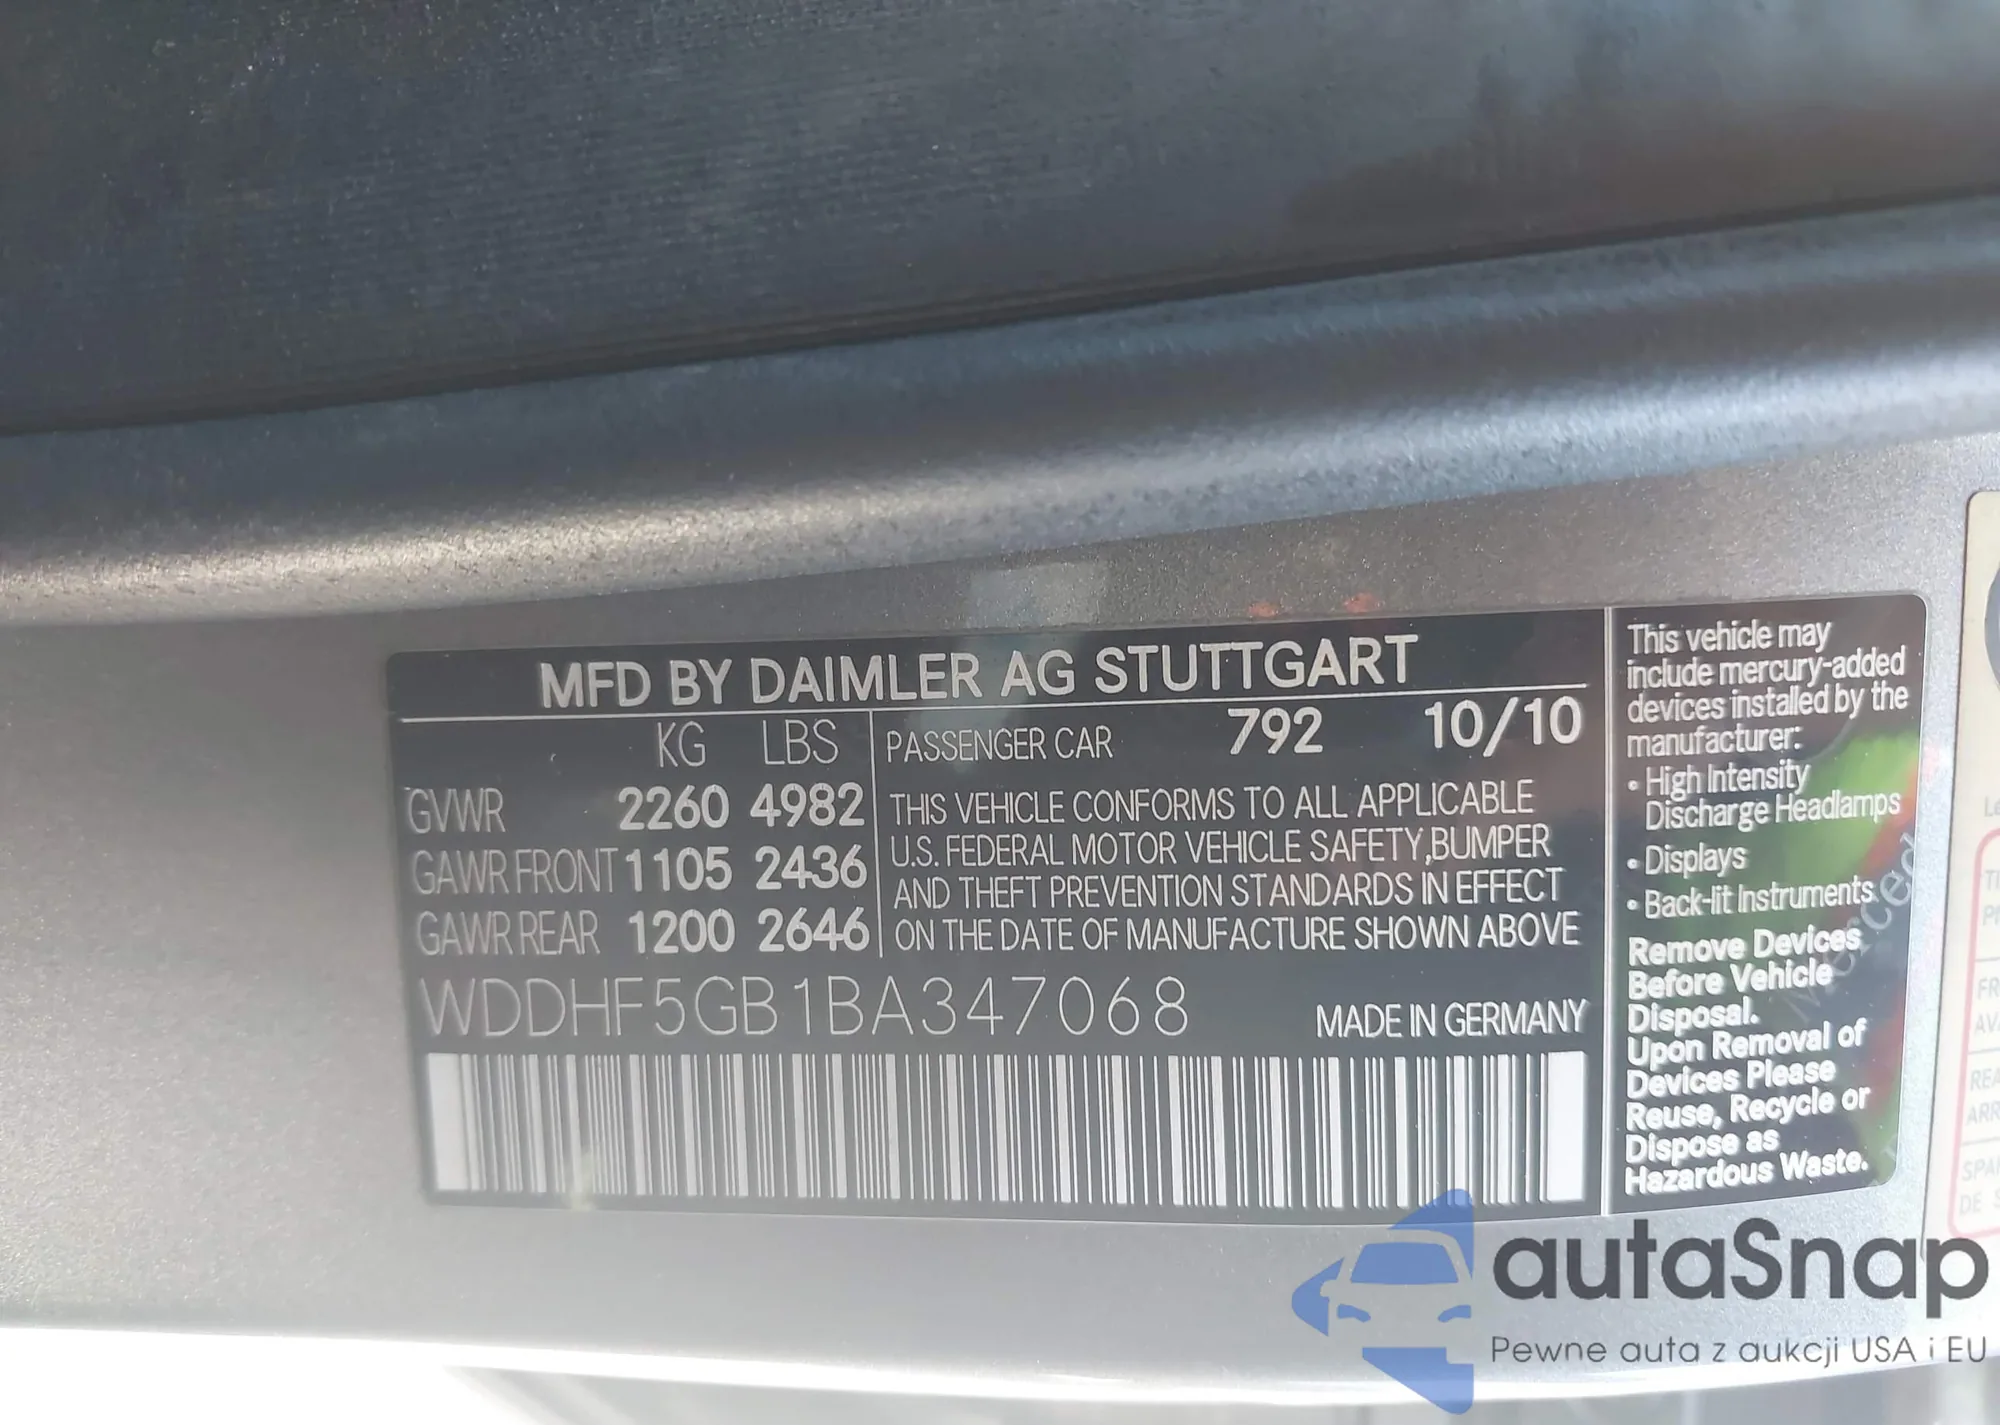 MFD BY DAIMLER AG STUTTGART
KG LBS
GVWR 2260 4982
GAWR FRONT 1105 2436
GAWR REAR 1200 2646
PASSENGER CAR 792 10/10
THIS VEHICLE CONFORMS TO ALL APPLICABLE
U.S. FEDERAL MOTOR VEHICLE SAFETY,BUMPER
AND THEFT PREVENTION STANDARDS IN EFFECT
ON THE DATE OF MANUFACTURE SHOWN ABOVE
WDDHF5GB1BA347068
MADE IN GERMANY
This vehicle may
include mercury-added
devices installed by the
manufacturer:
• High Intensity
Discharge Headlamps
• Displays
• Back-lit Instruments
Remove Devices
Before Vehicle
Disposal.
Upon Removal of
Devices Please
Reuse, Recycle or
Dispose as
Hazardous Waste.
autaSnap
Pewne auta z aukcji USA i EU